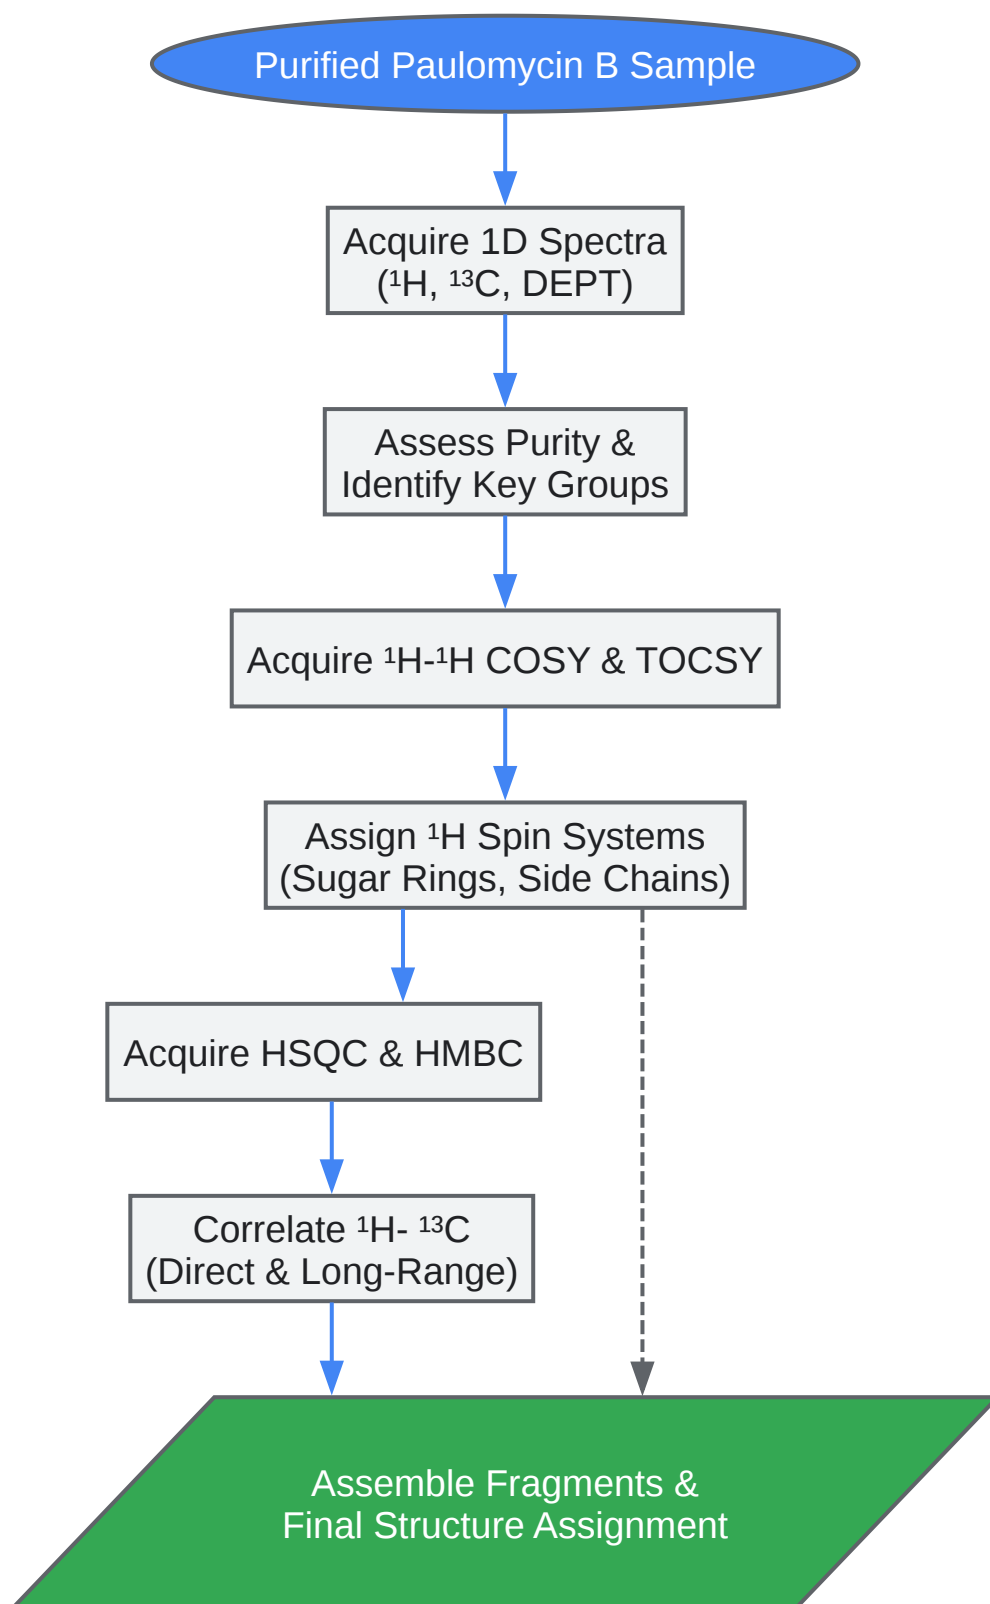 Purified Paulomycin B Sample
Acquire 1D Spectra
(¹H, ¹³C, DEPT)
Assess Purity &
Identify Key Groups
Acquire ¹H-¹H COSY & TOCSY
Assign ¹H Spin Systems
(Sugar Rings, Side Chains)
Acquire HSQC & HMBC
Correlate ¹H- ¹³C
(Direct & Long-Range)
Assemble Fragments &
Final Structure Assignment